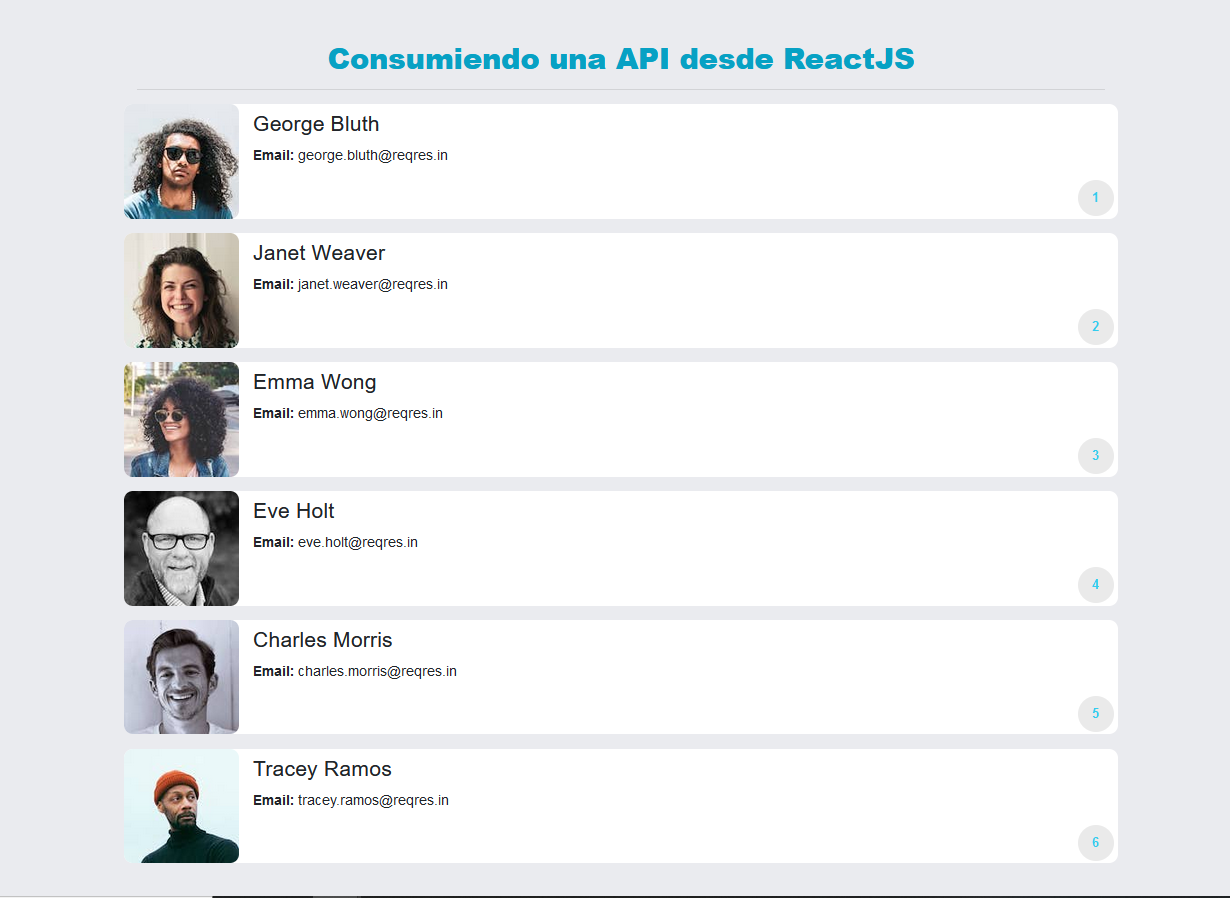 Consumiendo una API desde ReactJS
George Bluth
Email: george.bluth@reqres.in
1
Janet Weaver
Email: janet.weaver@reqres.in
2
Emma Wong
Email: emma.wong@reqres.in
3
Eve Holt
Email: eve.holt@reqres.in
4
Charles Morris
Email: charles.morris@reqres.in
5
Tracey Ramos
Email: tracey.ramos@reqres.in
6